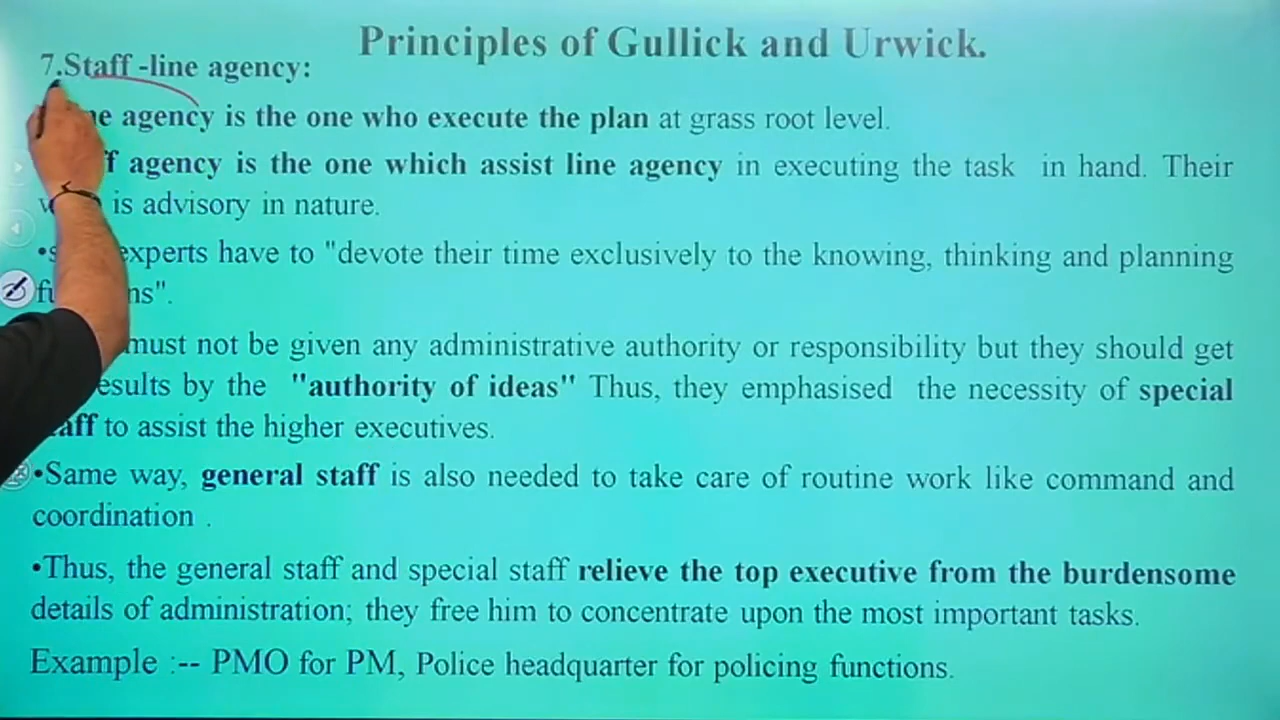 Principles of Gullick and Urwick.
7.Staff -line agency:
agency is the one who execute the plan at grass root level.
agency is the one which assist line agency in executing the task in hand. Their
is advisory in nature.
experts have to "devote their time exclusively to the knowing, thinking and planning
must not be given any administrative authority or responsibility but they should get
by the "authority of ideas" Thus, they emphasised the necessity of special
to assist the higher executives.
•Same way, general staff is also needed to take care of routine work like command and
coordination .
•Thus, the general staff and special staff relieve the top executive from the burdensome
details of administration; they free him to concentrate upon the most important tasks.
Example :-- PMO for PM, Police headquarter for policing functions.